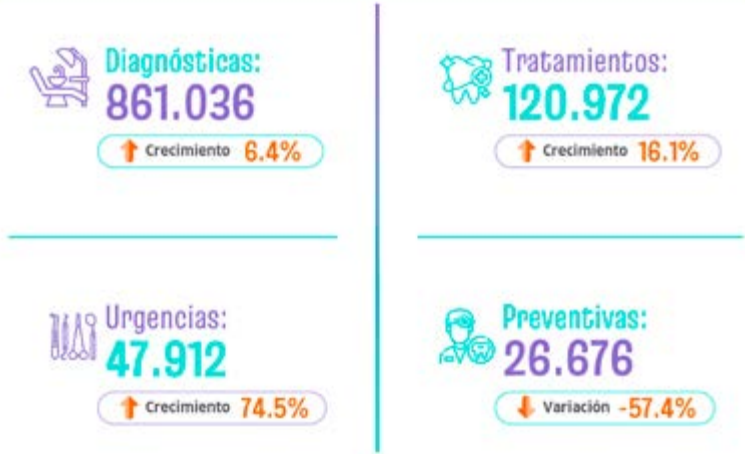 Diagnósticas:
861.036
Crecimiento 6.4%
Tratamientos:
120.972
Crecimiento 16.1%
Urgencias:
47.912
Crecimiento 74.5%
Preventivas:
26.676
Variación -57.4%